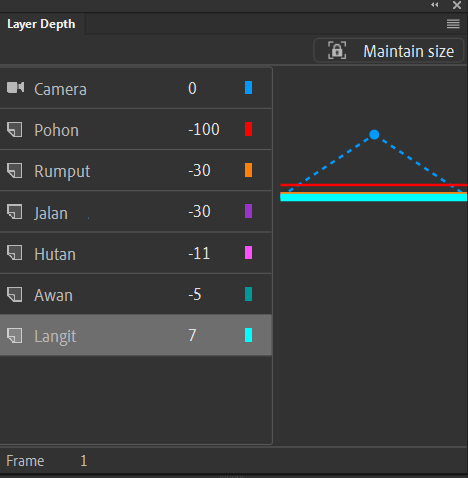 Layer Depth
Maintain size
Camera 0
Pohon -100
Rumput -30
Jalan -30
Hutan -11
Awan -5
Langit 7
Frame 1